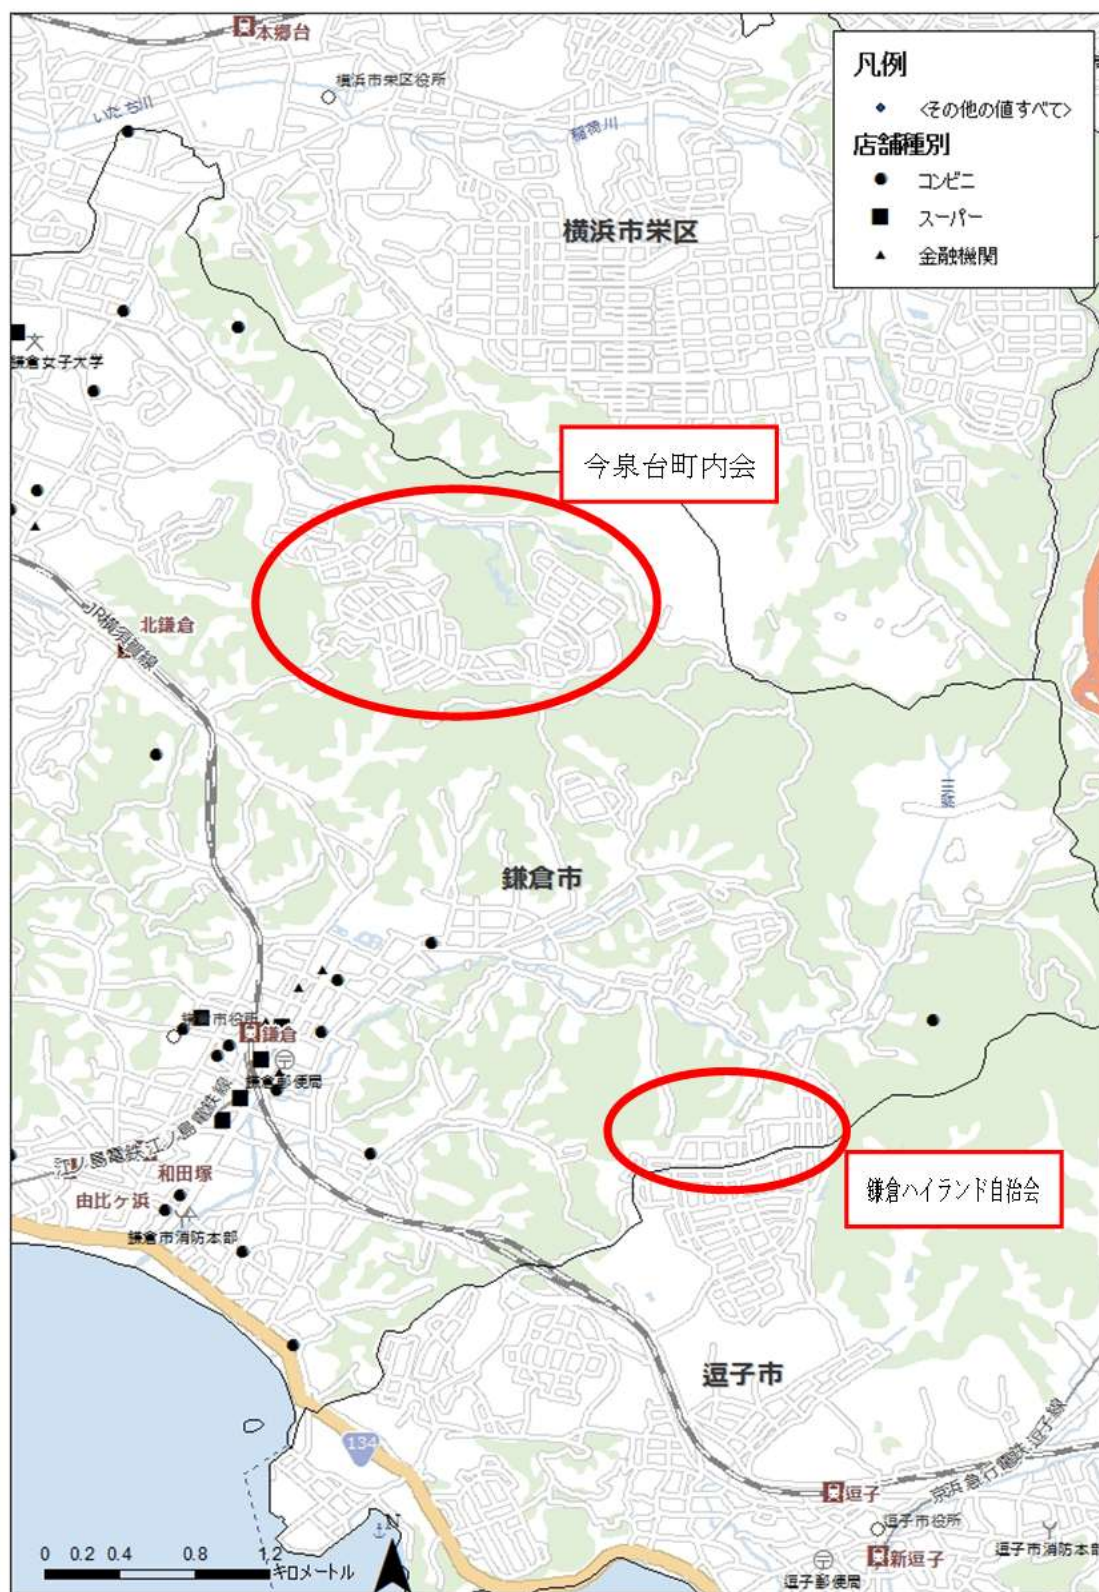 本郷台
横浜市栄区役所
いたち川
稲荷川
凡例
<その他の値すべて>
店舗種別
コンビニ
スーパー
金融機関
横浜市栄区
鎌倉女子大学
今泉台町内会
JR横須賀線
北鎌倉
鎌倉市
鎌倉市役所
鎌倉
鎌倉郵便局
江ノ島電鉄江ノ島電鉄線
和田塚
由比ヶ浜
鎌倉市消防本部
鎌倉ハイランド自治会
逗子市
134
京浜急行電鉄逗子線
逗子
逗子市役所
新逗子
逗子市消防本部
逗子郵便局
N
0 0.2 0.4 0.8 1.2
キロメートル